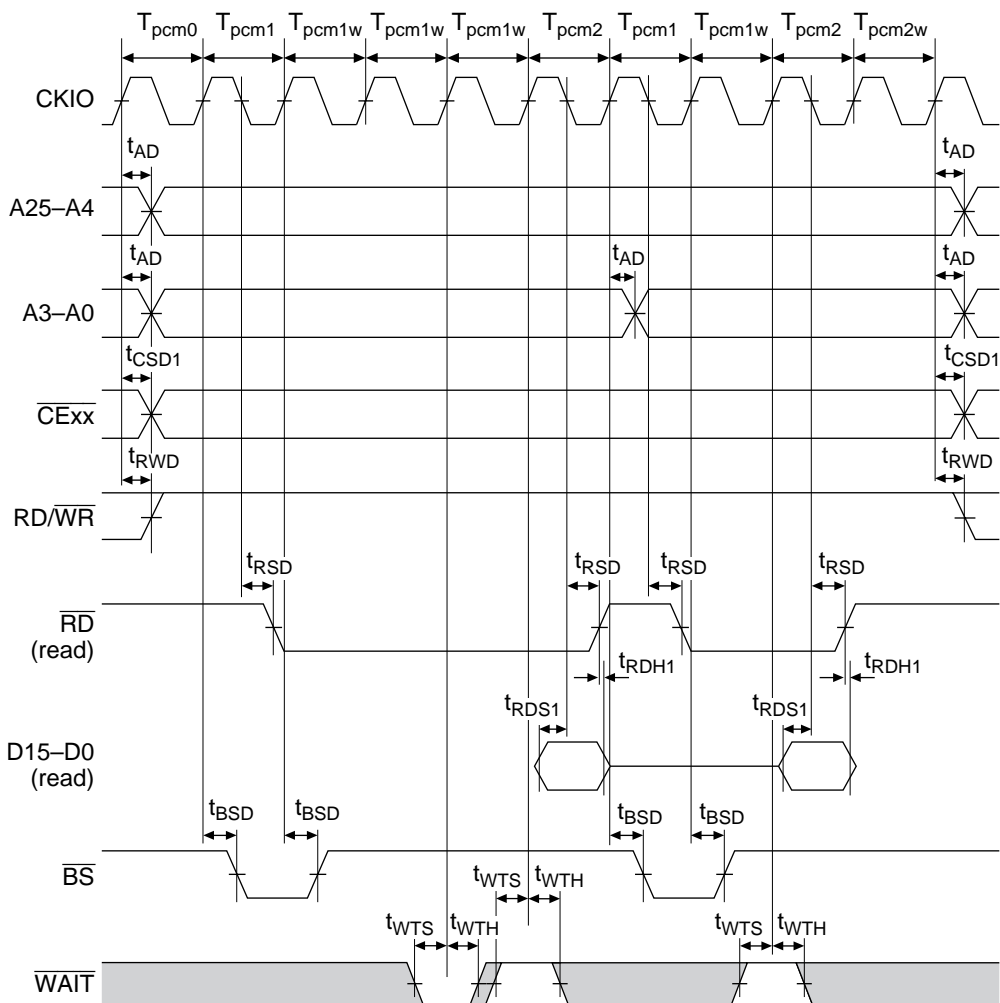 Tpcm0 Tpcm1 Tpcm1w Tpcm1w Tpcm1w Tpcm2 Tpcm1 Tpcm1w Tpcm2 Tpcm2w
CKIO
tAD tAD
A25–A4
tAD tAD tAD
A3–A0
tCSD1 tCSD1
CExx
tRWD tRWD
RD/WR
tRSD tRSD tRSD tRSD
RD
(read)
tRDH1 tRDH1
tRDS1 tRDS1
D15–D0
(read)
tBSD tBSD tBSD tBSD
BS
tWTS tWTH
tWTS tWTH tWTS tWTH
WAIT